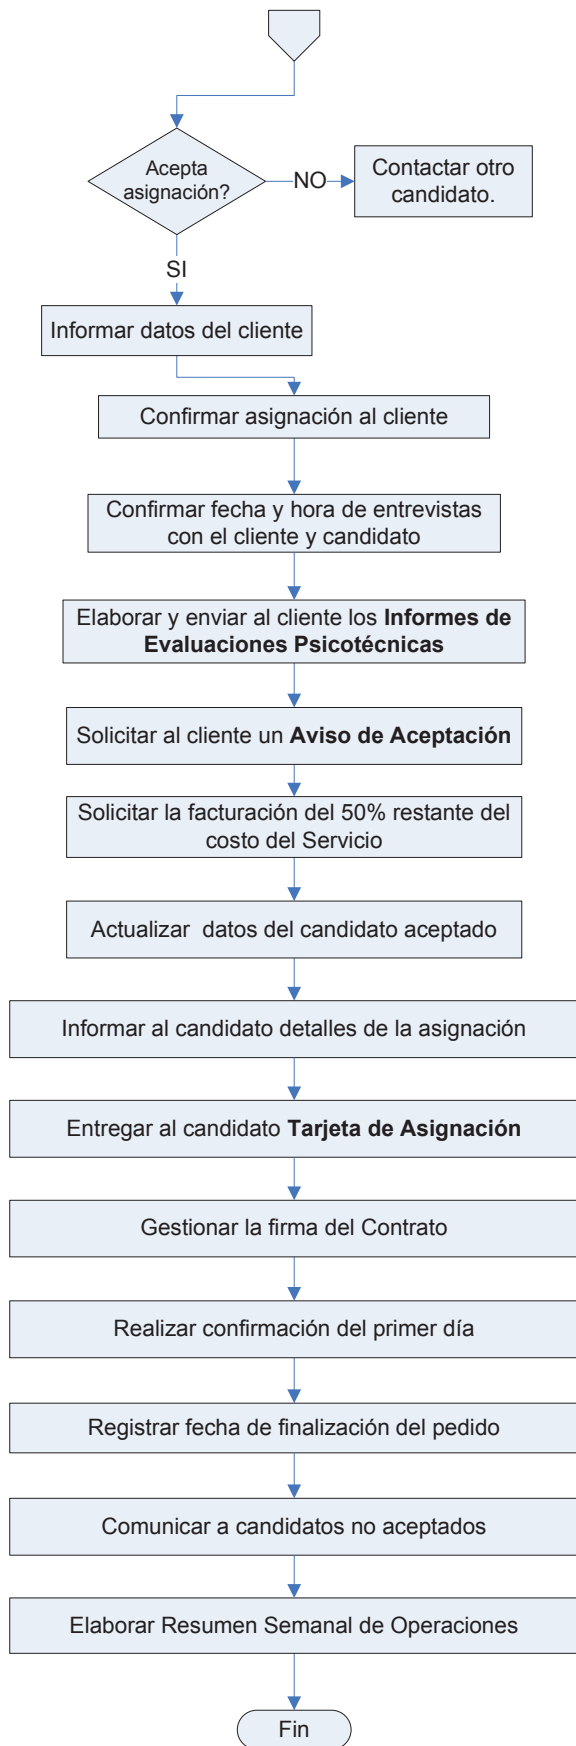 Acepta
asignación?
NO
Contactar otro
candidato.
SI
Informar datos del cliente
Confirmar asignación al cliente
Confirmar fecha y hora de entrevistas
con el cliente y candidato
Elaborar y enviar al cliente los Informes de
Evaluaciones Psicotécnicas
Solicitar al cliente un Aviso de Aceptación
Solicitar la facturación del 50% restante del
costo del Servicio
Actualizar  datos del candidato aceptado
Informar al candidato detalles de la asignación
Entregar al candidato Tarjeta de Asignación
Gestionar la firma del Contrato
Realizar confirmación del primer día
Registrar fecha de finalización del pedido
Comunicar a candidatos no aceptados
Elaborar Resumen Semanal de Operaciones
Fin